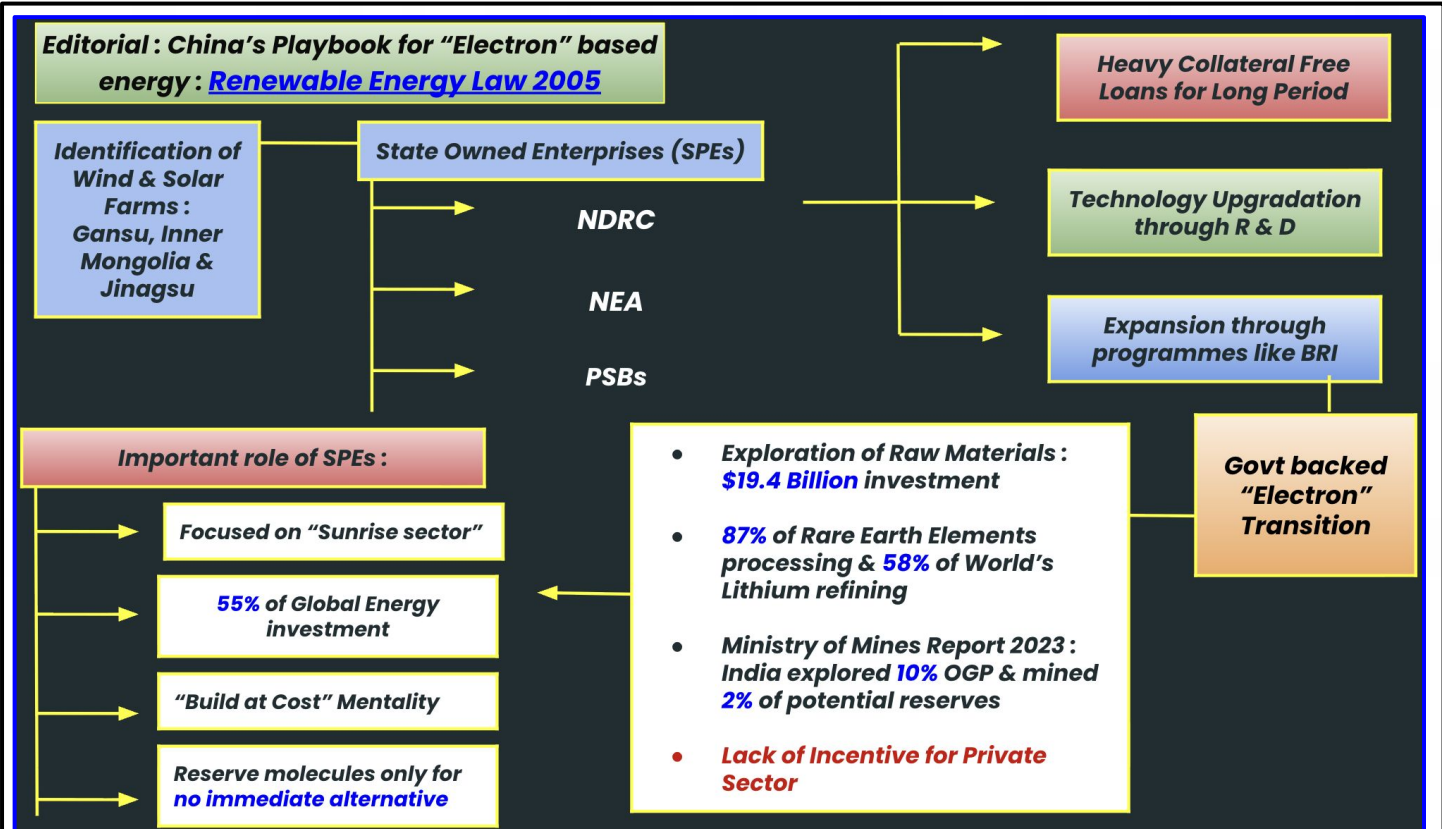 Editorial : China's Playbook for “Electron” based
energy : Renewable Energy Law 2005
Identification of
Wind & Solar
Farms :
Gansu, Inner
Mongolia &
Jinagsu
State Owned Enterprises (SPEs)
NDRC
NEA
PSBs
Heavy Collateral Free
Loans for Long Period
Technology Upgradation
through R & D
Expansion through
programmes like BRI
Govt backed
“Electron”
Transition
● Exploration of Raw Materials :
$19.4 Billion investment
● 87% of Rare Earth Elements
processing & 58% of World's
Lithium refining
● Ministry of Mines Report 2023 :
India explored 10% OGP & mined
2% of potential reserves
● Lack of Incentive for Private
Sector
Important role of SPEs :
Focused on “Sunrise sector”
55% of Global Energy
investment
“Build at Cost” Mentality
Reserve molecules only for
no immediate alternative